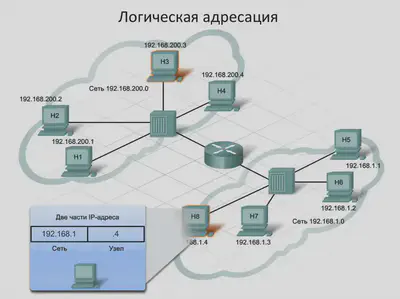 Логическая адресация
192.168.200.3
H3
192.168.200.4
Сеть 192.168.200.0
H4
192.168.200.2
H2
192.168.200.1
H1
H5
192.168.1.1
H6
192.168.1.2
H8
H7
Сеть 192.168.1.0
188.1.4
192.168.1.3
Две части IP-адреса
192.168.1 .4
Сеть Узел